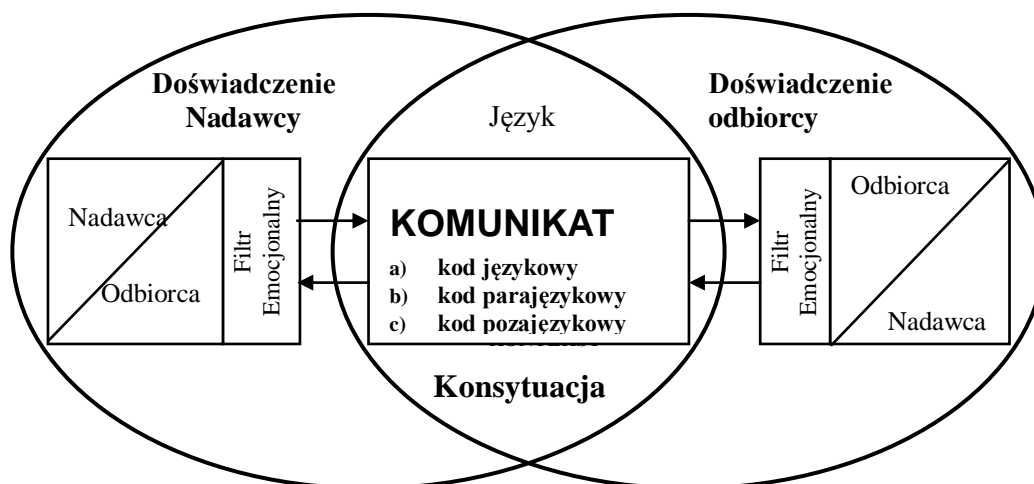 Doświadczenie
Nadawcy
Język
Doświadczenie
odbiorcy
Nadawca
Odbiorca
Filtr
Emocjonalny
KOMUNIKAT
a) kod językowy
b) kod parajęzykowy
c) kod pozajęzykowy
Filtr
Emocjonalny
Odbiorca
Nadawca
Konsytuacja